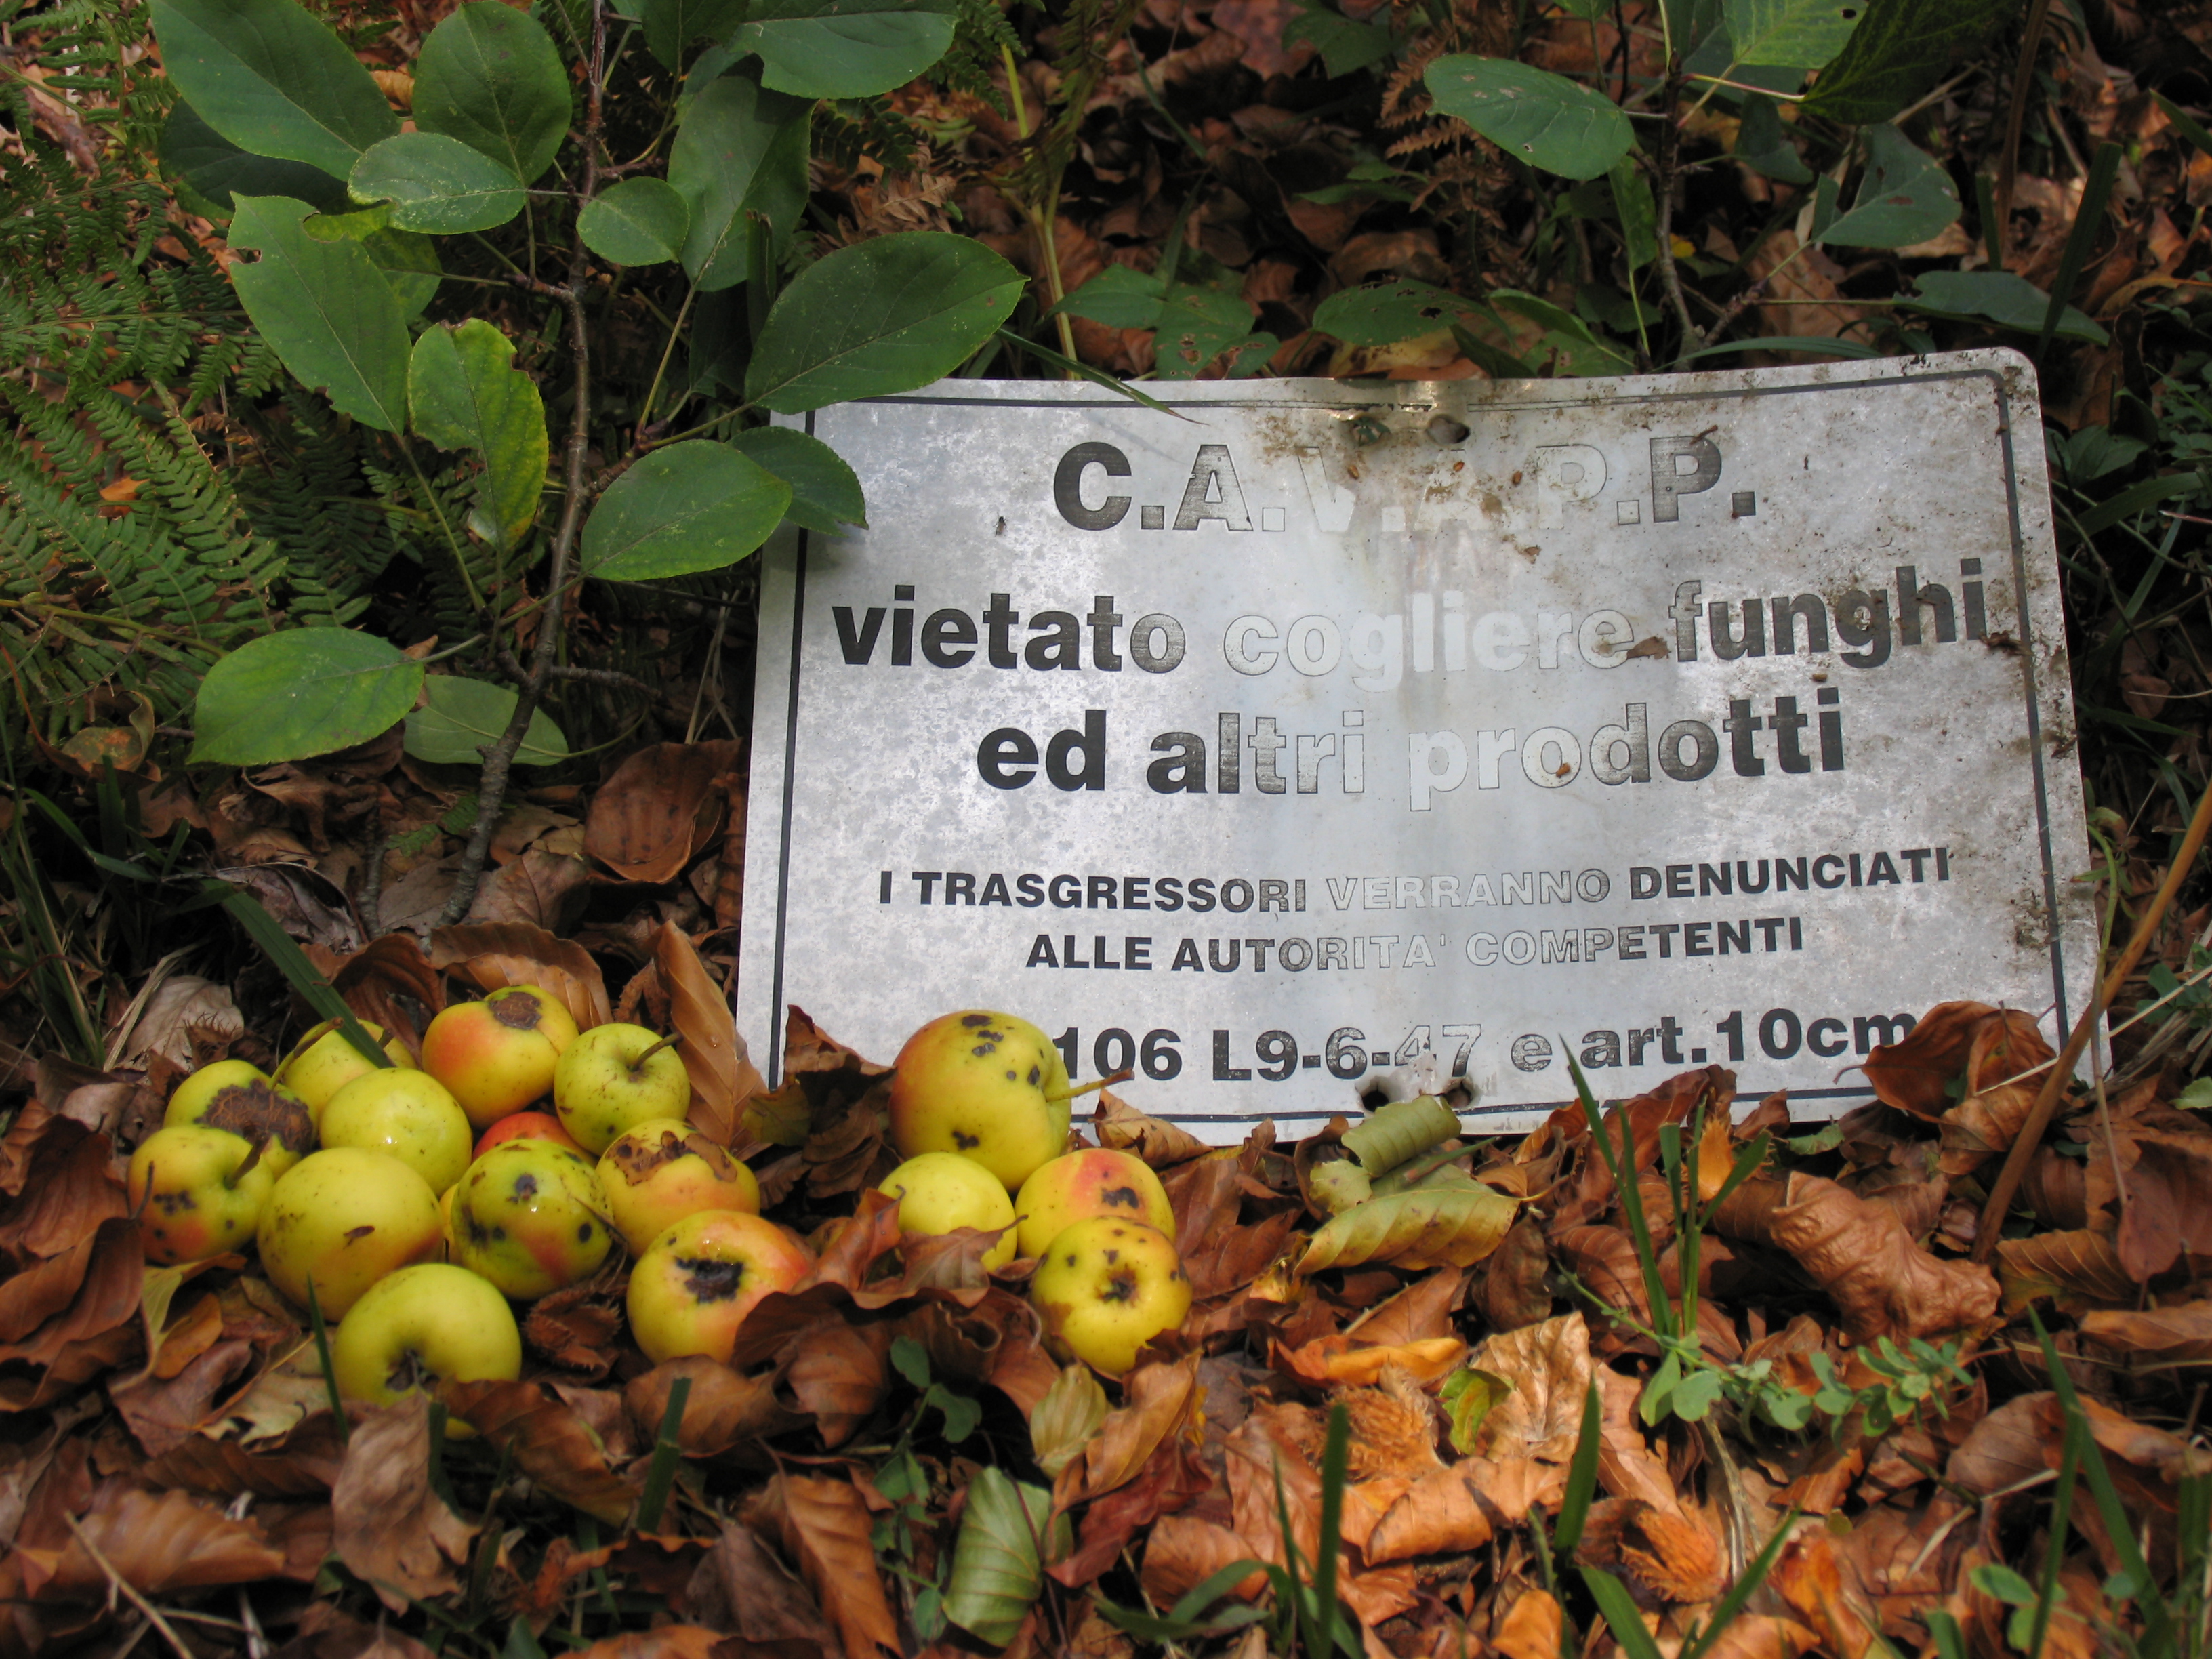 C.A.V.A.P.P.
vietato cogliere funghi
ed altri prodotti
I TRASGRESSORI VERRANNO DENUNCIATI
ALLE AUTORITA' COMPETENTI
106 L9-6-47 e art.10cm